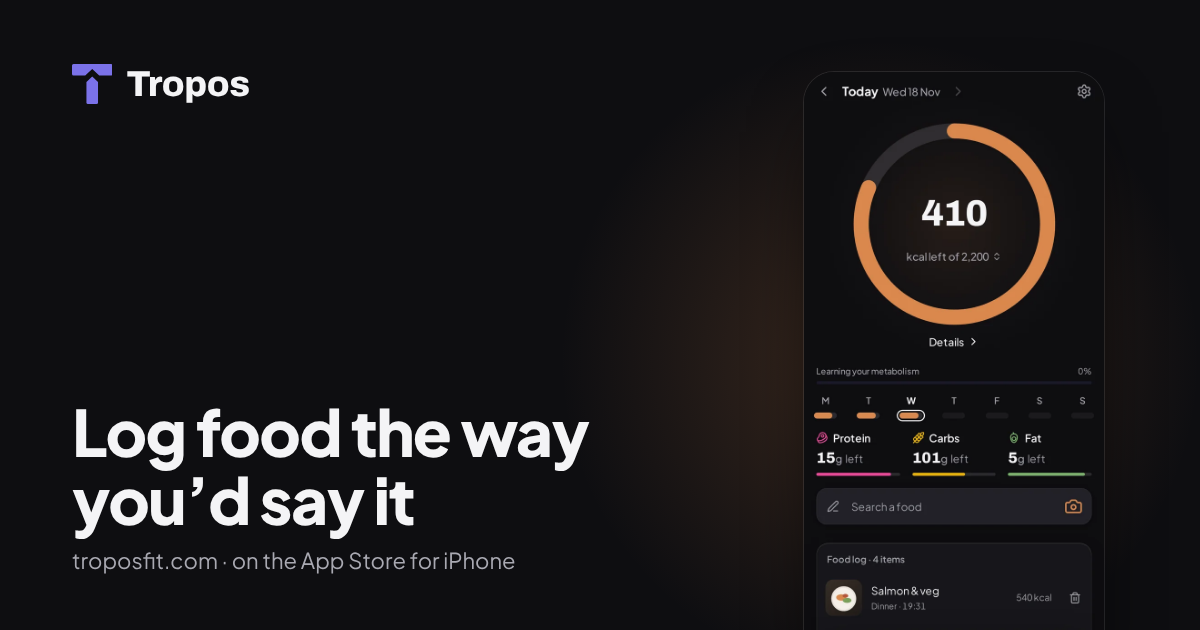 Tropos
Log food the way
you’d say it
troposfit.com · on the App Store for iPhone
Today Wed 18 Nov
410
kcal left of 2,200
Details
Learning your metabolism 0%
M T W T F S S
Protein Carbs Fat
15g left 101g left 5g left
Search a food
Food log · 4 items
Salmon & veg
540 kcal
Dinner · 19:31